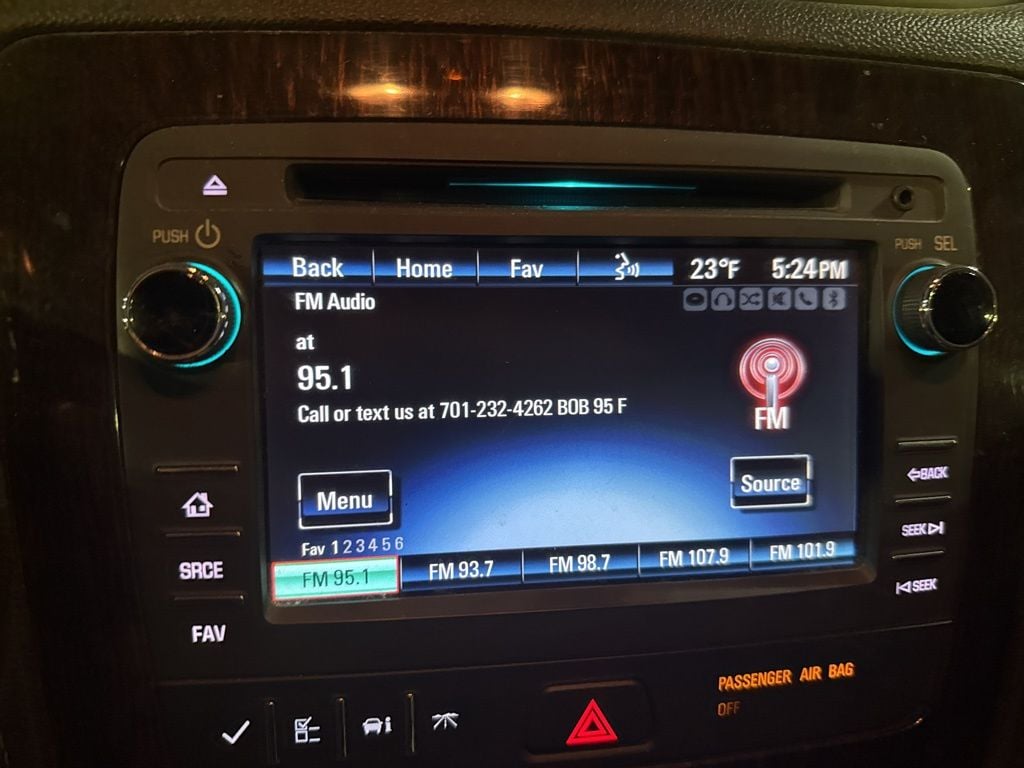 PUSH
PUSH SEL
Back Home Fav 23°F 5:24PM
FM Audio
at
95.1
Call or text us at 701-232-4262 BOB 95 F
FM
Menu
Source
Fav 1 2 3 4 5 6
FM 95.1 FM 93.7 FM 98.7 FM 107.9 FM 101.9
SRCE
FAV
BACK
SEEK
SEEK
PASSENGER AIR BAG
OFF